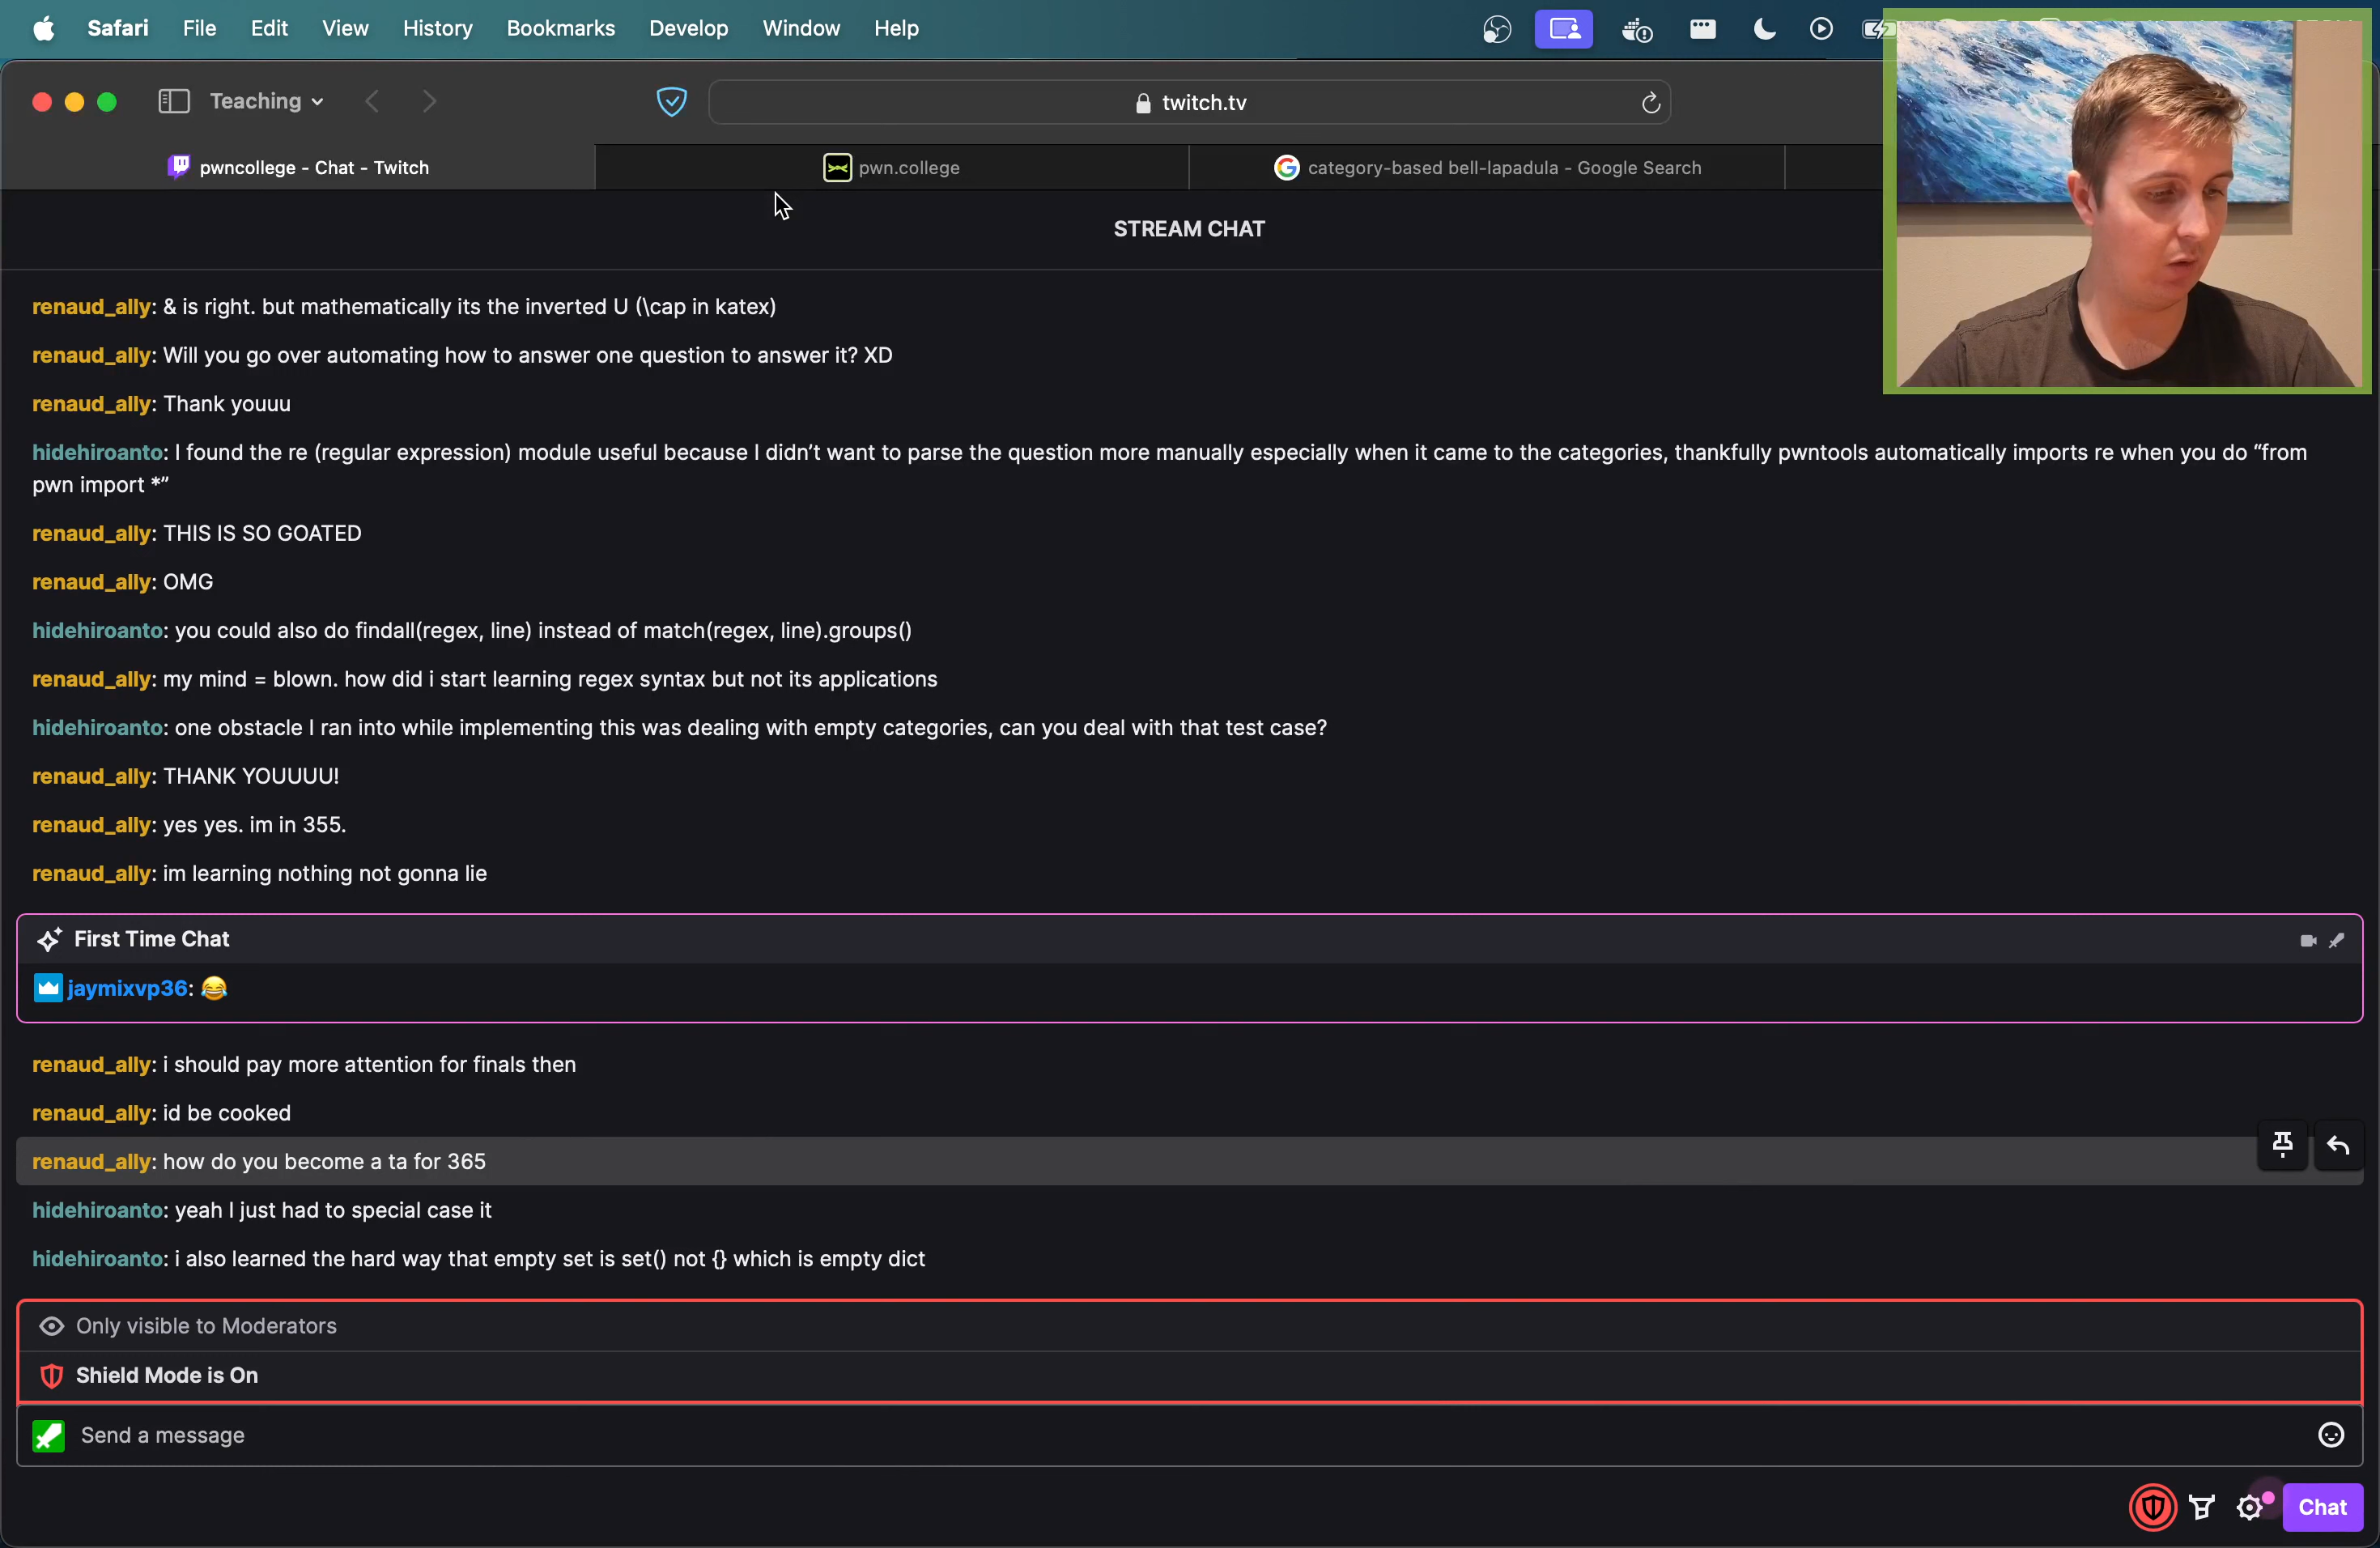 Safari File Edit View History Bookmarks Develop Window Help
Teaching
twitch.tv
pwncollege - Chat - Twitch
pwn.college
category-based bell-lapadula - Google Search
STREAM CHAT
renaud_ally: & is right. but mathematically its the inverted U (\cap in katex)
renaud_ally: Will you go over automating how to answer one question to answer it? XD
renaud_ally: Thank youuu
hidehiroanto: I found the re (regular expression) module useful because I didn’t want to parse the question more manually especially when it came to the categories, thankfully pwntools automatically imports re when you do “from
pwn import *”
renaud_ally: THIS IS SO GOATED
renaud_ally: OMG
hidehiroanto: you could also do findall(regex, line) instead of match(regex, line).groups()
renaud_ally: my mind = blown. how did i start learning regex syntax but not its applications
hidehiroanto: one obstacle I ran into while implementing this was dealing with empty categories, can you deal with that test case?
renaud_ally: THANK YOUUUU!
renaud_ally: yes yes. im in 355.
renaud_ally: im learning nothing not gonna lie
First Time Chat
jaymixvp36: 😂
renaud_ally: i should pay more attention for finals then
renaud_ally: id be cooked
renaud_ally: how do you become a ta for 365
hidehiroanto: yeah I just had to special case it
hidehiroanto: i also learned the hard way that empty set is set() not {} which is empty dict
Only visible to Moderators
Shield Mode is On
Send a message
Chat